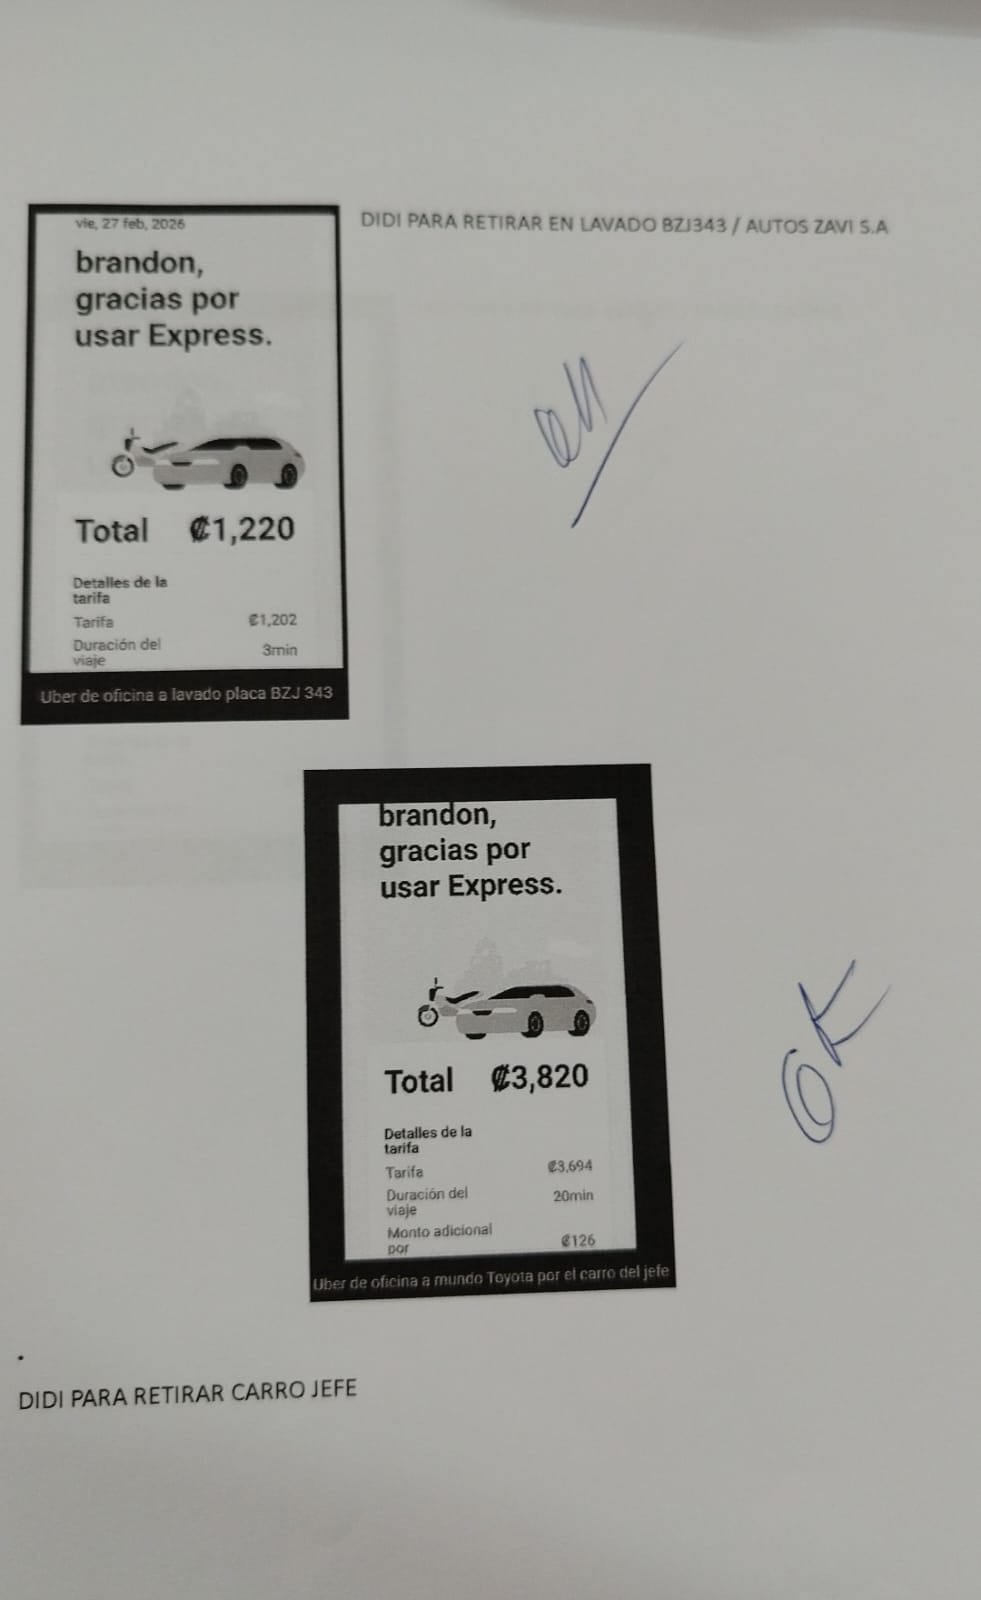 vie, 27 feb, 2026
DIDI PARA RETIRAR EN LAVADO BZJ343 / AUTOS ZAVI S.A
brandon,
gracias por
usar Express.
Total ₡1,220
Detalles de la
tarifa
Tarifa ₡1,202
Duración del
viaje 3min
Uber de oficina a lavado placa BZJ 343
brandon,
gracias por
usar Express.
Total ₡3,820
Detalles de la
tarifa
Tarifa ₡3,694
Duración del
viaje 20min
Monto adicional
por ₡126
Uber de oficina a mundo Toyota por el carro del jefe
OK
DIDI PARA RETIRAR CARRO JEFE